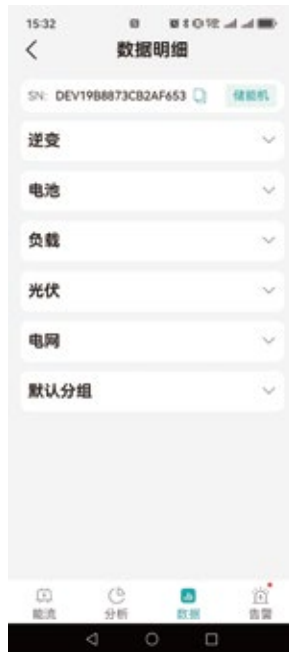 15:32
数据明细
SN: DEV19B8873CB2AF653 储能机
逆变
电池
负载
光伏
电网
默认分组
能流 分析 数据 告警